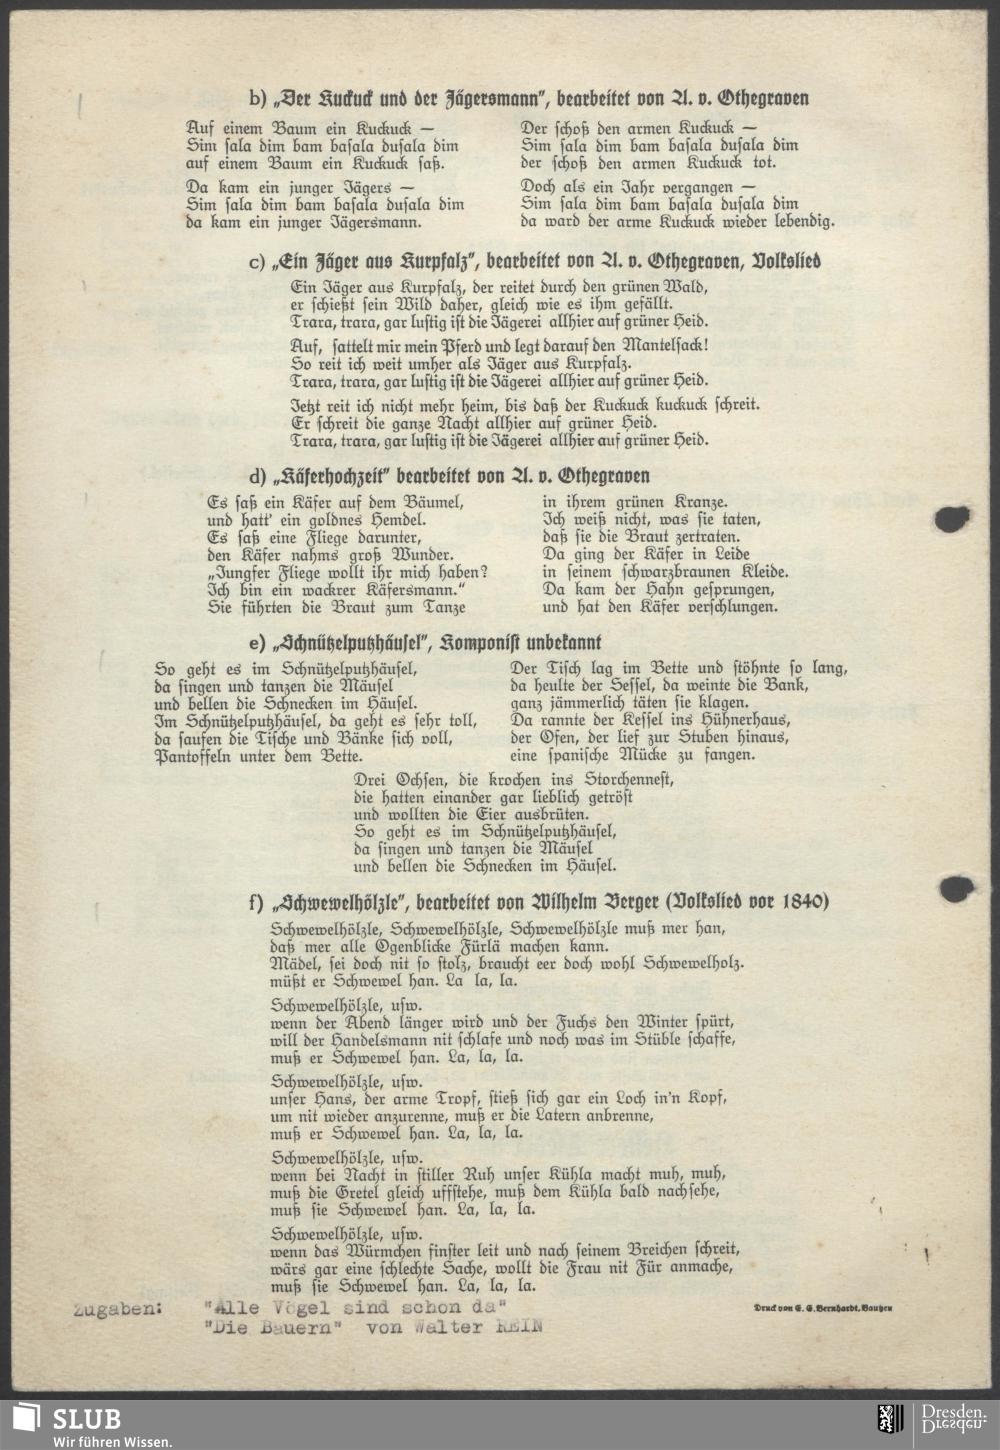 b) „Der Kuckuck und der Jägersmann", bearbeitet von A. v. Othegraven
Auf einem Baum ein Kuckuck —
Sim sala dim bam basala dusala dim
auf einem Baum ein Kuckuck saß.
Da kam ein junger Jägers —
Sim sala dim bam basala dusala dim
da kam ein junger Jägersmann.
Der schoß den armen Kuckuck —
Sim sala dim bam basala dusala dim
der schoß den armen Kuckuck tot.
Doch als ein Jahr vergangen —
Sim sala dim bam basala dusala dim
da ward der arme Kuckuck wieder lebendig.
c) „Ein Jäger aus Kurpfalz", bearbeitet von A. v. Othegraven, Volkslied
Ein Jäger aus Kurpfalz, der reitet durch den grünen Wald,
er schießt sein Wild daher, gleich wie es ihm gefällt.
Trara, trara, gar lustig ist die Jägerei allhier auf grüner Heid.
Auf, sattelt mir mein Pferd und legt darauf den Mantelsack!
So reit ich weit umher als Jäger aus Kurpfalz.
Trara, trara, gar lustig ist die Jägerei allhier auf grüner Heid.
Jetzt reit ich nicht mehr heim, bis daß der Kuckuck kuckuck schreit.
Er schreit die ganze Nacht allhier auf grüner Heid.
Trara, trara, gar lustig ist die Jägerei allhier auf grüner Heid.
d) „Käferhochzeit" bearbeitet von A. v. Othegraven
Es saß ein Käfer auf dem Bäumel,
und hatt' ein goldnes Hemdel.
Es saß eine Fliege darunter,
den Käfer nahms groß Wunder.
„Jungfer Fliege wollt ihr mich haben?
Ich bin ein wackrer Käfersmann."
Sie führten die Braut zum Tanze
in ihrem grünen Kranze.
Ich weiß nicht, was sie taten,
daß sie die Braut zertraten.
Da ging der Käfer in Leide
in seinem schwarzbraunen Kleide.
Da kam der Hahn gesprungen,
und hat den Käfer verschlungen.
e) „Schnützelputzhäusel", Komponist unbekannt
So geht es im Schnützelputzhäusel,
da singen und tanzen die Mäusel
und bellen die Schnecken im Häusel.
Im Schnützelputzhäusel, da geht es sehr toll,
da saufen die Tische und Bänke sich voll,
Pantoffeln unter dem Bette.
Der Tisch lag im Bette und stöhnte so lang,
da heulte der Sessel, da weinte die Bank,
ganz jämmerlich täten sie klagen.
Da rannte der Kessel ins Hühnerhaus,
der Ofen, der lief zur Stuben hinaus,
eine spanische Mücke zu fangen.
Drei Ochsen, die krochen ins Storchennest,
die hatten einander gar lieblich getröst
und wollten die Eier ausbrüten.
So geht es im Schnützelputzhäusel,
da singen und tanzen die Mäusel
und bellen die Schnecken im Häusel.
f) „Schwewelhölzle", bearbeitet von Wilhelm Berger (Volkslied vor 1840)
Schwewelhölzle, Schwewelhölzle, Schwewelhölzle muß mer han,
daß mer alle Ogenblicke Fürlä machen kann.
Mädel, sei doch nit so stolz, braucht eer doch wohl Schwewelholz.
müßt er Schwewel han. La la, la.
Schwewelhölzle, usw.
wenn der Abend länger wird und der Fuchs den Winter spürt,
will der Handelsmann nit schlafe und noch was im Stüble schaffe,
muß er Schwewel han. La, la, la.
Schwewelhölzle, usw.
unser Hans, der arme Tropf, stieß sich gar ein Loch in'n Kopf,
um nit wieder anzurenne, muß er die Latern anbrenne,
muß er Schwewel han. La, la, la.
Schwewelhölzle, usw.
wenn bei Nacht in stiller Ruh unser Kühla macht muh, muh,
muß die Gretel gleich uffstehe, muß dem Kühla bald nachsehe,
muß sie Schwewel han. La, la, la.
Schwewelhölzle, usw.
wenn das Würmchen finster leit und nach seinem Breichen schreit,
wärs gar eine schlechte Sache, wollt die Frau nit Für anmache,
muß sie Schwewel han. La, la, la.
Zugaben: "Alle Vögel sind schon da"
"Die Bauern" von Walter REIN
Druck von E. G. Bernhardt, Bautzen
SLUB
Wir führen Wissen.
Dresden.
Dresden.